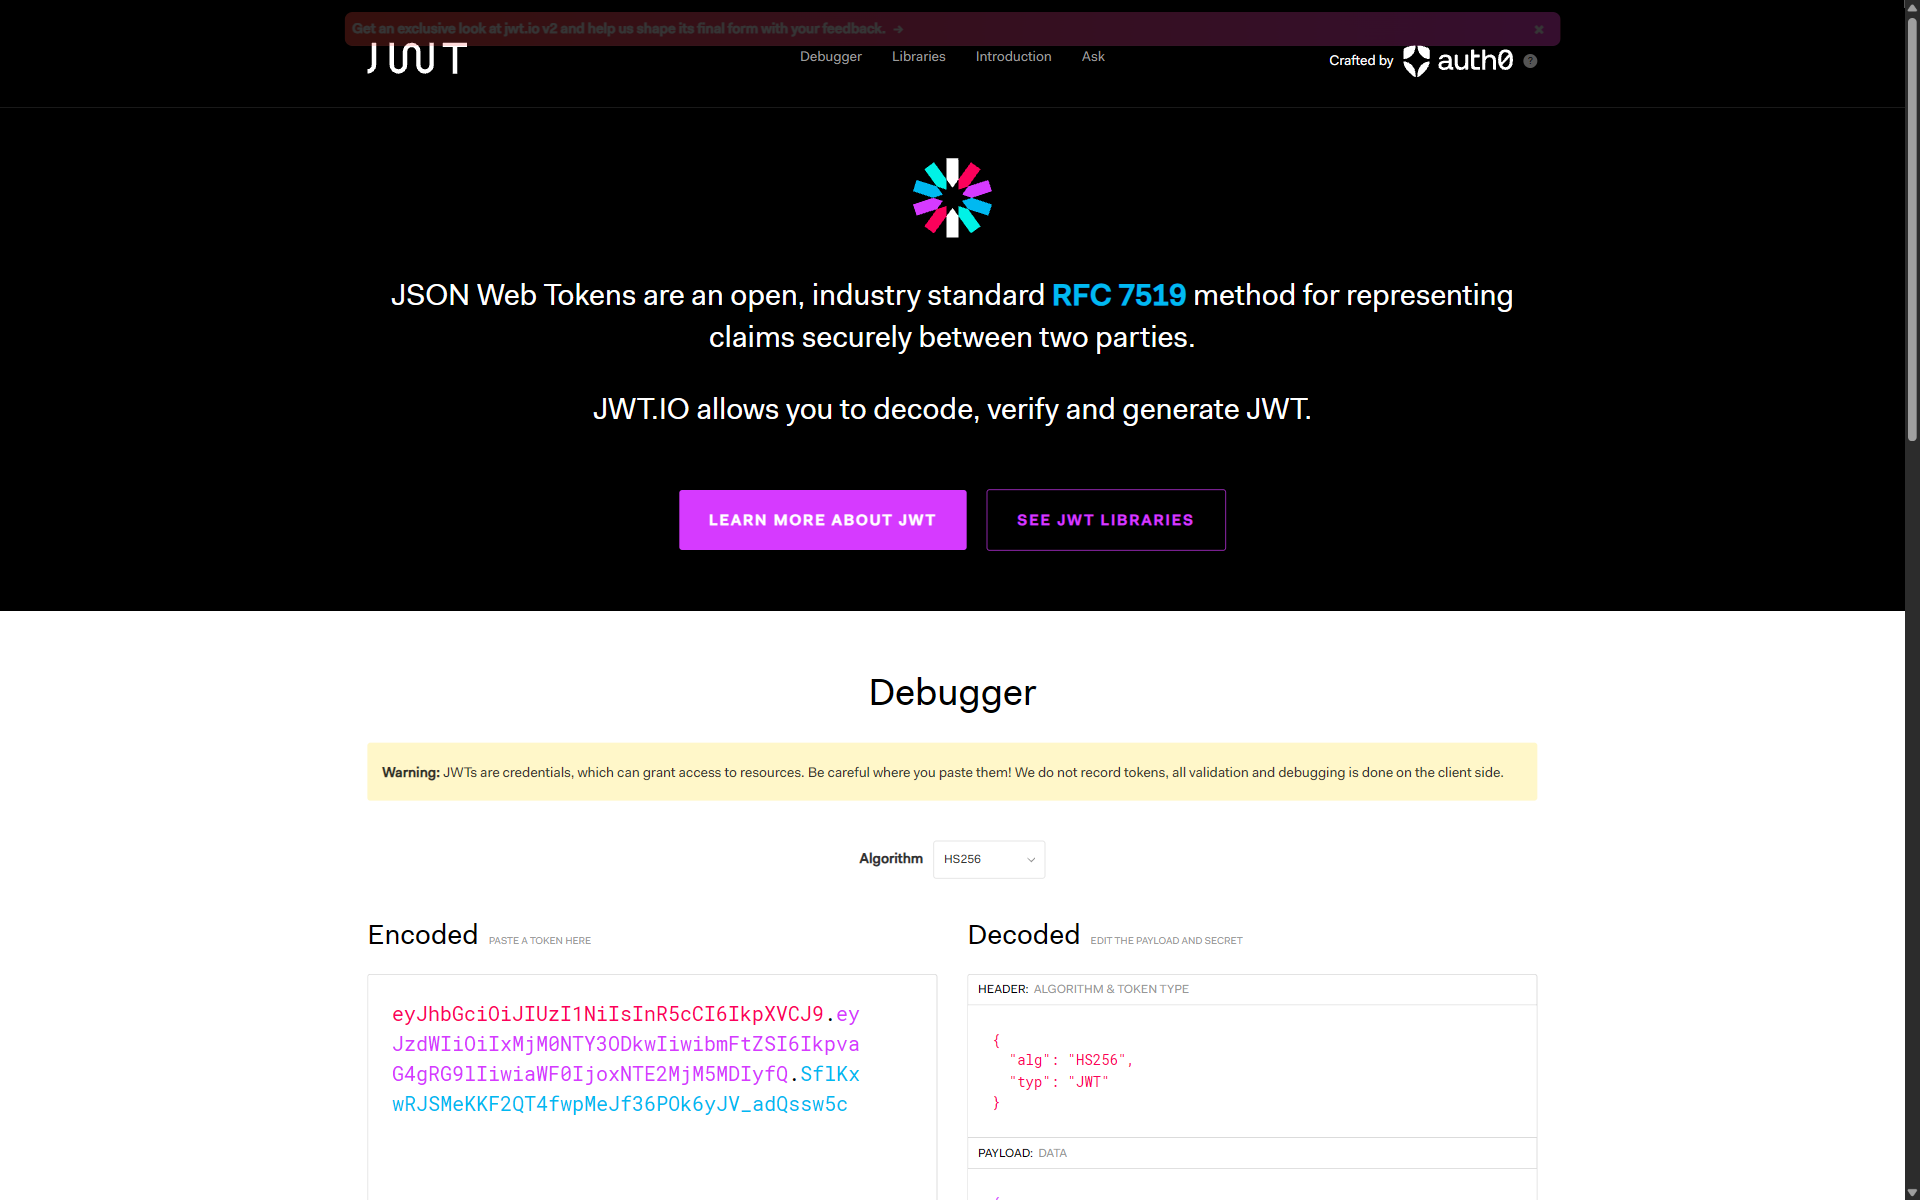 Get an exclusive look at jwt.io v2 and help us shape its final form with your feedback. →
JWT
Debugger
Libraries
Introduction
Ask
Crafted by auth0 ?
JSON Web Tokens are an open, industry standard RFC 7519 method for representing
claims securely between two parties.
JWT.IO allows you to decode, verify and generate JWT.
LEARN MORE ABOUT JWT
SEE JWT LIBRARIES
Debugger
Warning: JWTs are credentials, which can grant access to resources. Be careful where you paste them! We do not record tokens, all validation and debugging is done on the client side.
Algorithm HS256
Encoded PASTE A TOKEN HERE
eyJhbGciOiJIUzI1NiIsInR5cCI6IkpXVCJ9.ey
JzdWIiOiIxMjM0NTY3ODkwIiwibmFtZSI6Ikpva
G4gRG9lIiwiaWF0IjoxNTE2MjM5MDIyfQ.SflKx
wRJSMeKKF2QT4fwpMeJf36POk6yJV_adQssw5c
Decoded EDIT THE PAYLOAD AND SECRET
HEADER: ALGORITHM & TOKEN TYPE
{
"alg": "HS256",
"typ": "JWT"
}
PAYLOAD: DATA